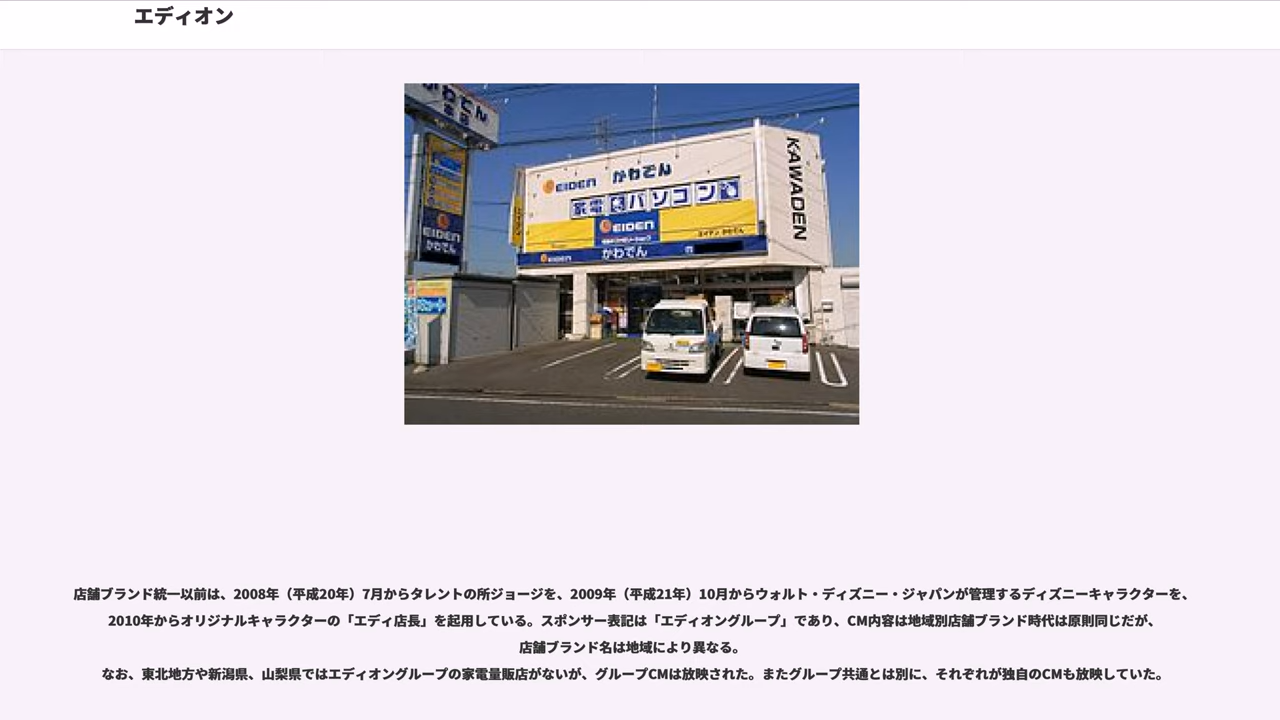 エディオン
かわでん
本店
KAWADEN
EIDEN かわでん
家電 パソコン
EIDEN
EIDEN
かわでん
エイデン かわでん
EIDEN かわでん
店舗ブランド統一以前は、2008年（平成20年）7月からタレントの所ジョージを、2009年（平成21年）10月からウォルト・ディズニー・ジャパンが管理するディズニーキャラクターを、
2010年からオリジナルキャラクターの「エディ店長」を起用している。スポンサー表記は「エディオングループ」であり、CM内容は地域別店舗ブランド時代は原則同じだが、
店舗ブランド名は地域により異なる。
なお、東北地方や新潟県、山梨県ではエディオングループの家電量販店がないが、グループCMは放映された。またグループ共通とは別に、それぞれが独自のCMも放映していた。